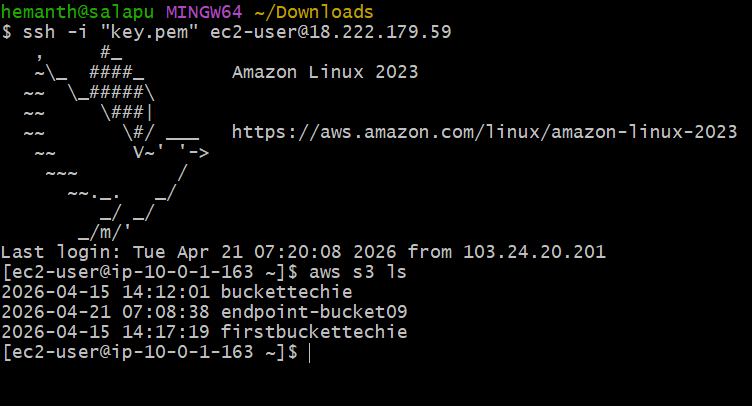 hemanth@salapu MINGW64 ~/Downloads
$ ssh -i "key.pem" ec2-user@18.222.179.59
   ,     #_
   ~\_  ####_        Amazon Linux 2023
  ~~  \_#####\
  ~~     \###|
  ~~       \#/ ___   https://aws.amazon.com/linux/amazon-linux-2023
   ~~       V~' '->
    ~~~         /
      ~~._.   _/
         _/ _/
       _/m/'
Last login: Tue Apr 21 07:20:08 2026 from 103.24.20.201
[ec2-user@ip-10-0-1-163 ~]$ aws s3 ls
2026-04-15 14:12:01 buckettechie
2026-04-21 07:08:38 endpoint-bucket09
2026-04-15 14:17:19 firstbuckettechie
[ec2-user@ip-10-0-1-163 ~]$